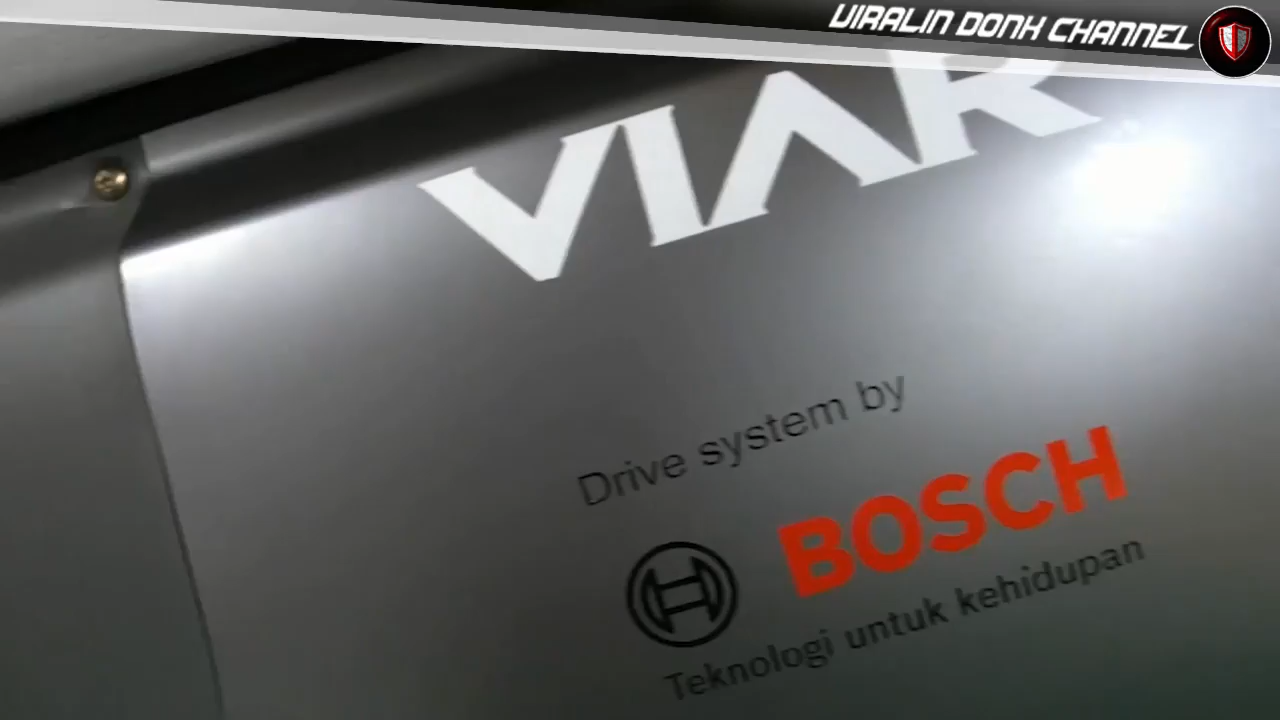 VIRALIN DONK CHANNEL
VIAR
Drive system by
BOSCH
Teknologi untuk kehidupan